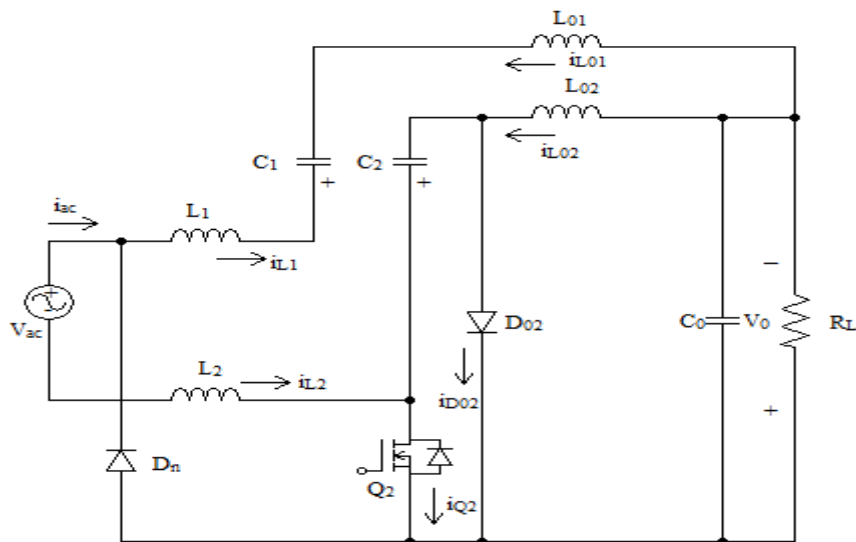 L01
iL01
L02
C1
C2
+
+
iL02
iac
L1
iL1
+
Vac
−
D02
C0
V0
RL
L2
iL2
iD02
+
Dn
Q2
iQ2